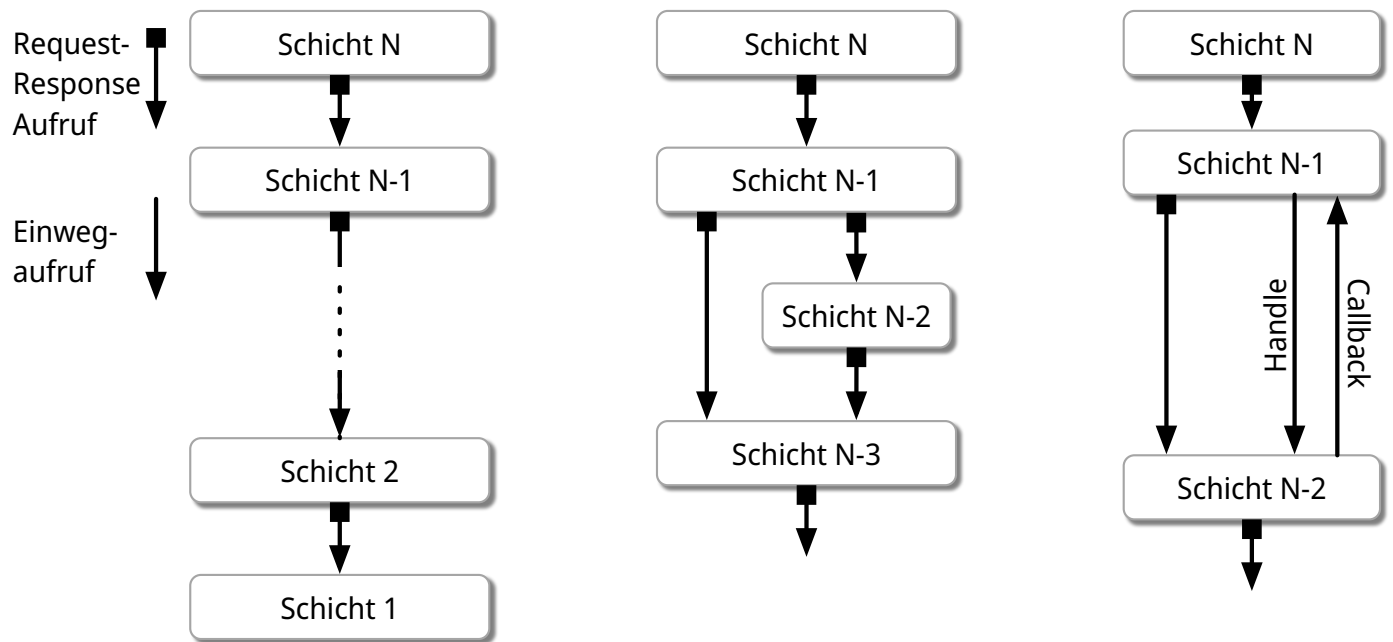 Request-
Response
Aufruf
Einweg-
aufruf
Schicht N
Schicht N-1
Schicht 2
Schicht 1
Schicht N
Schicht N-1
Schicht N-2
Schicht N-3
Schicht N
Schicht N-1
Handle
Callback
Schicht N-2